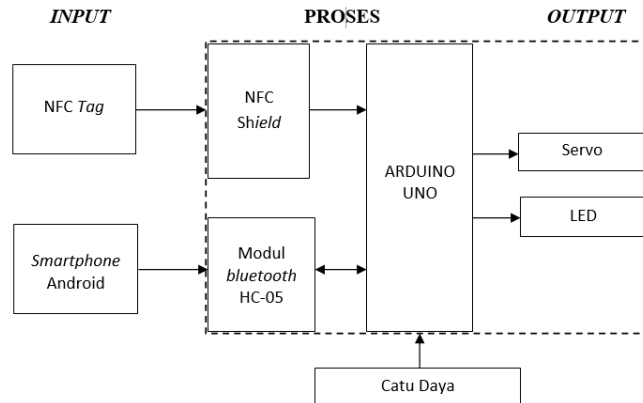 INPUT
PROSES
OUTPUT
NFC Tag
NFC
Shield
ARDUINO
UNO
Servo
LED
Smartphone
Android
Modul
bluetooth
HC-05
Catu Daya